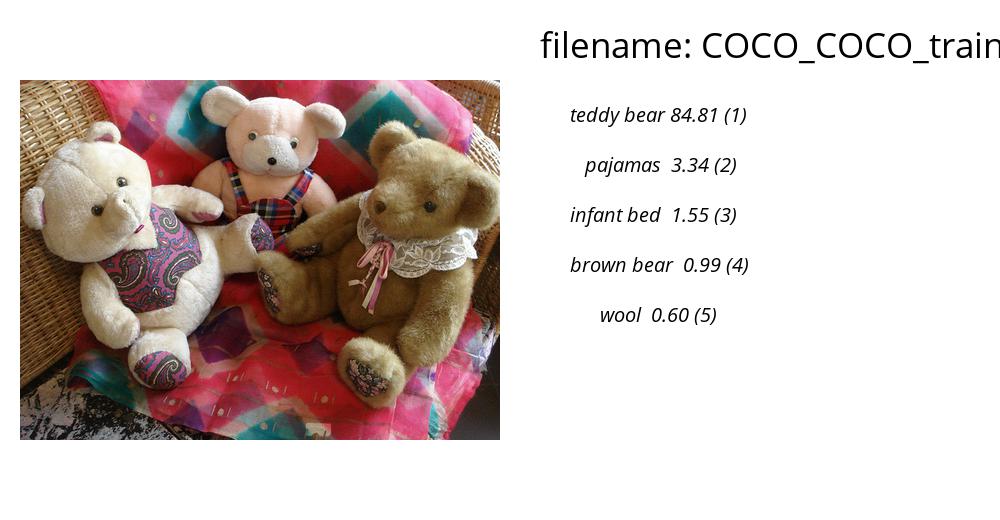 filename: COCO_COCO_train
teddy bear 84.81 (1)
pajamas 3.34 (2)
infant bed 1.55 (3)
brown bear 0.99 (4)
wool 0.60 (5)